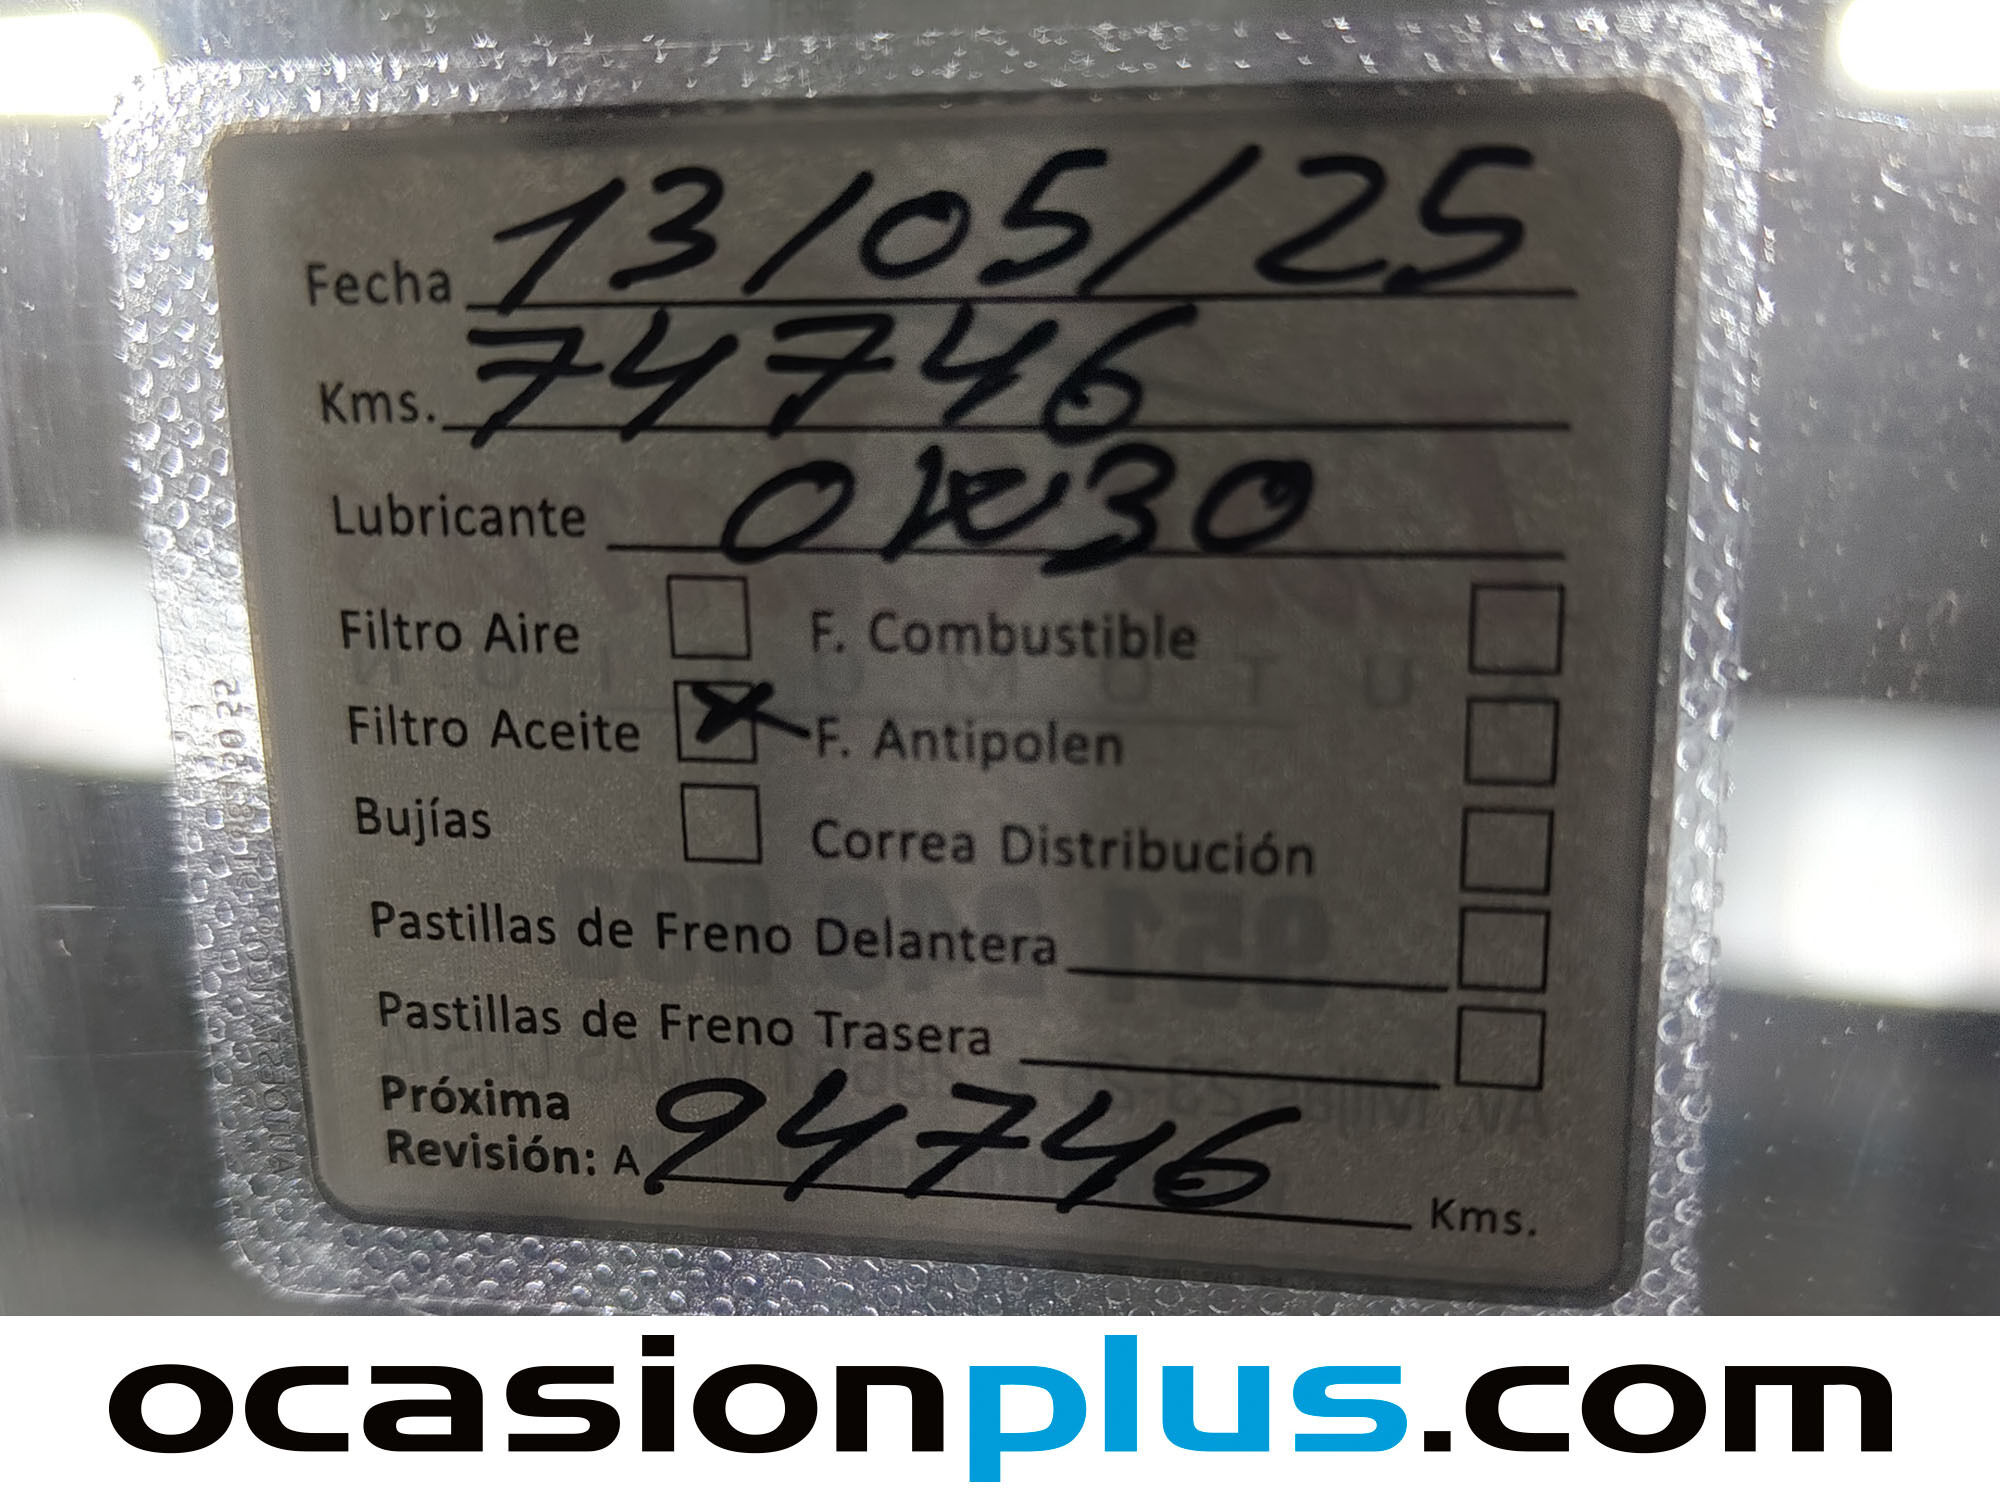 Fecha 13/05/25
Kms. 74746
Lubricante 0W30
Filtro Aire F. Combustible
Filtro Aceite X F. Antipolen
Bujías Correa Distribución
Pastillas de Freno Delantera
Pastillas de Freno Trasera
Próxima
Revisión: A 94746 Kms.
ocasionplus.com